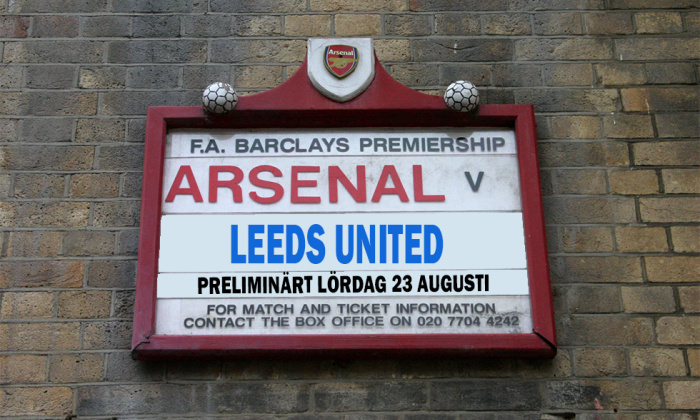 Arsenal
F.A. BARCLAYS PREMIERSHIP
ARSENAL V
LEEDS UNITED
PRELIMINÄRT LÖRDAG 23 AUGUSTI
FOR MATCH AND TICKET INFORMATION
CONTACT THE BOX OFFICE ON 020 7704 4242